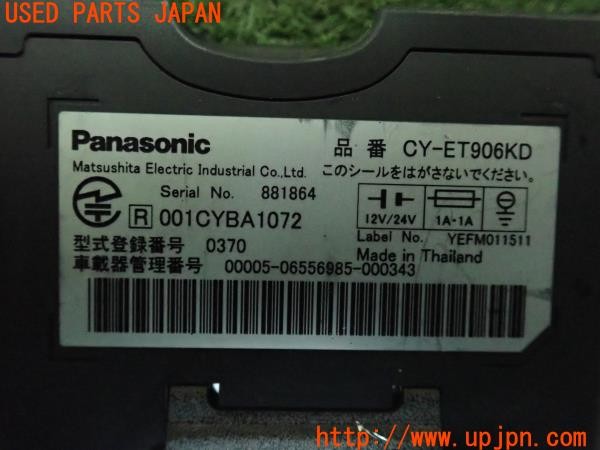 USED PARTS JAPAN
Panasonic
品番 CY-ET906KD
Matsushita Electric Industrial Co.,Ltd.
このシールをはがさないでください。
Serial No. 881864
R 001CYBA1072
12V/24V
1A・1A
Label No. YEFM011511
型式登録番号 0370
Made in Thailand
車載器管理番号 00005-06556985-000343
http://www.upjpn.com